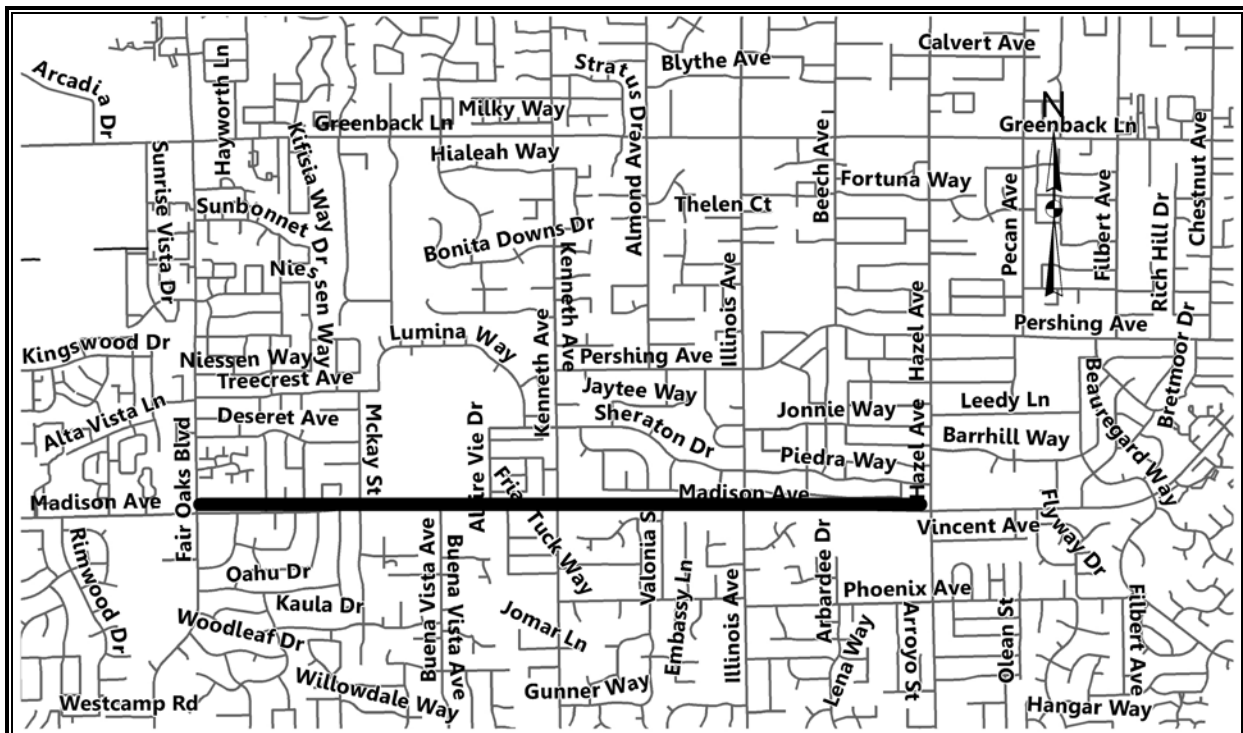 Calvert Ave
Blythe Ave
Stratus Dr
Arcadia Dr
Hayworth Ln
Milky Way
Greenback Ln
Greenback Ln
N
Kifisia Way
Hialeah Way
Almond Ave
Beech Ave
Chestnut Ave
Sunrise Vista Dr
Sunbonnet Dr
Fortuna Way
Thelen Ct
Pecan Ave
Filbert Ave
Rich Hill Dr
Bonita Downs Dr
Kenneth Ave
Niessen Way
Illinois Ave
Hazel Ave
Pershing Ave
Kingswood Dr
Niessen Way
Lumina Way
Kenneth Ave
Pershing Ave
Beauregard Way
Bretmoor Dr
Treecrest Ave
Jaytee Way
Alta Vista Ln
Deseret Ave
Mckay St
Sheraton Dr
Jonnie Way
Hazel Ave
Leedy Ln
Barrhill Way
Fair Oaks Blvd
Piedra Way
Madison Ave
Madison Ave
Friar Tuck Way
Vincent Ave
Flyway Dr
Rimwood Dr
Buena Vista Ave
Buena Vista Ave
Valonia S
Embassy Ln
Illinois Ave
Arbardee Dr
Oahu Dr
Kaula Dr
Phoenix Ave
Woodleaf Dr
Jomar Ln
Lena Way
Arroyo St
Olean St
Filbert Ave
Westcamp Rd
Willowdale Way
Gunner Way
Hangar Way